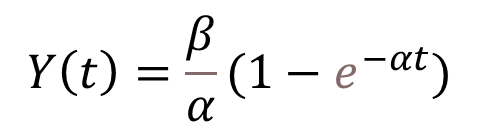 Y(t) = β/α (1 − e^−αt)